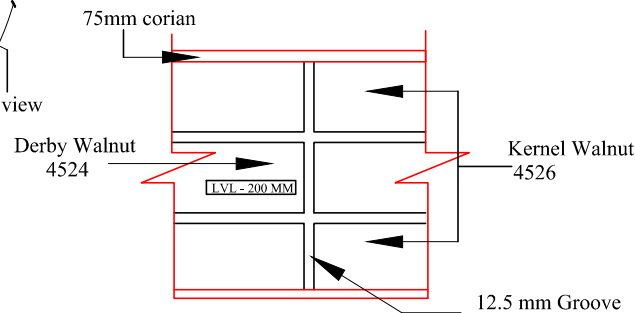 75mm corian
view
Derby Walnut
4524
LVL - 200 MM
Kernel Walnut
4526
12.5 mm Groove